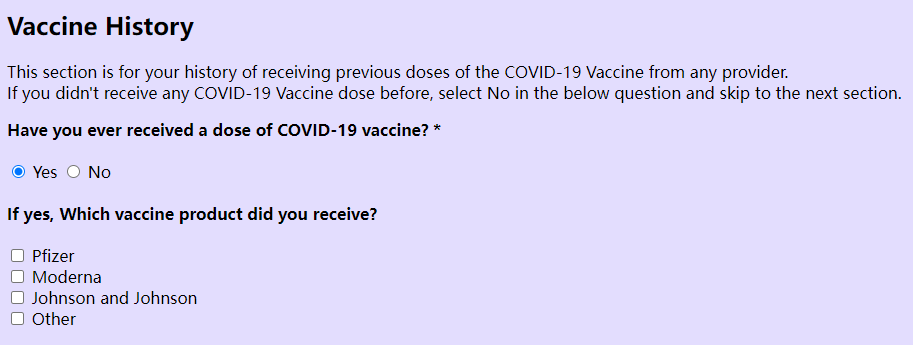 Vaccine History
This section is for your history of receiving previous doses of the COVID-19 Vaccine from any provider.
If you didn't receive any COVID-19 Vaccine dose before, select No in the below question and skip to the next section.
Have you ever received a dose of COVID-19 vaccine? *
Yes No
If yes, Which vaccine product did you receive?
Pfizer
Moderna
Johnson and Johnson
Other